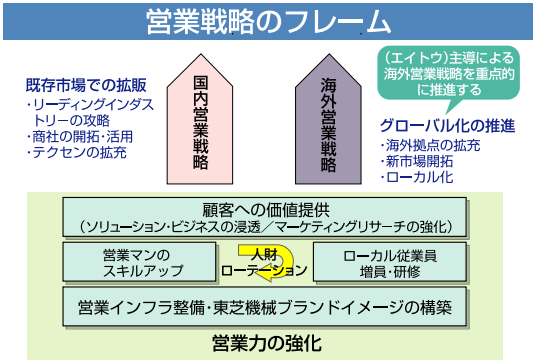 営業戦略のフレーム
既存市場での拡販
・リーディングインダス
トリーの攻略
・商社の開拓・活用
・テクセンの拡充
国内営業戦略
海外営業戦略
（エイトウ）主導による
海外営業戦略を重点的
に推進する
グローバル化の推進
・海外拠点の拡充
・新市場開拓
・ローカル化
顧客への価値提供
（ソリューション・ビジネスの浸透／マーケティングリサーチの強化）
営業マンの
スキルアップ
人財
ローテーション
ローカル従業員
増員・研修
営業インフラ整備・東芝機械ブランドイメージの構築
営業力の強化